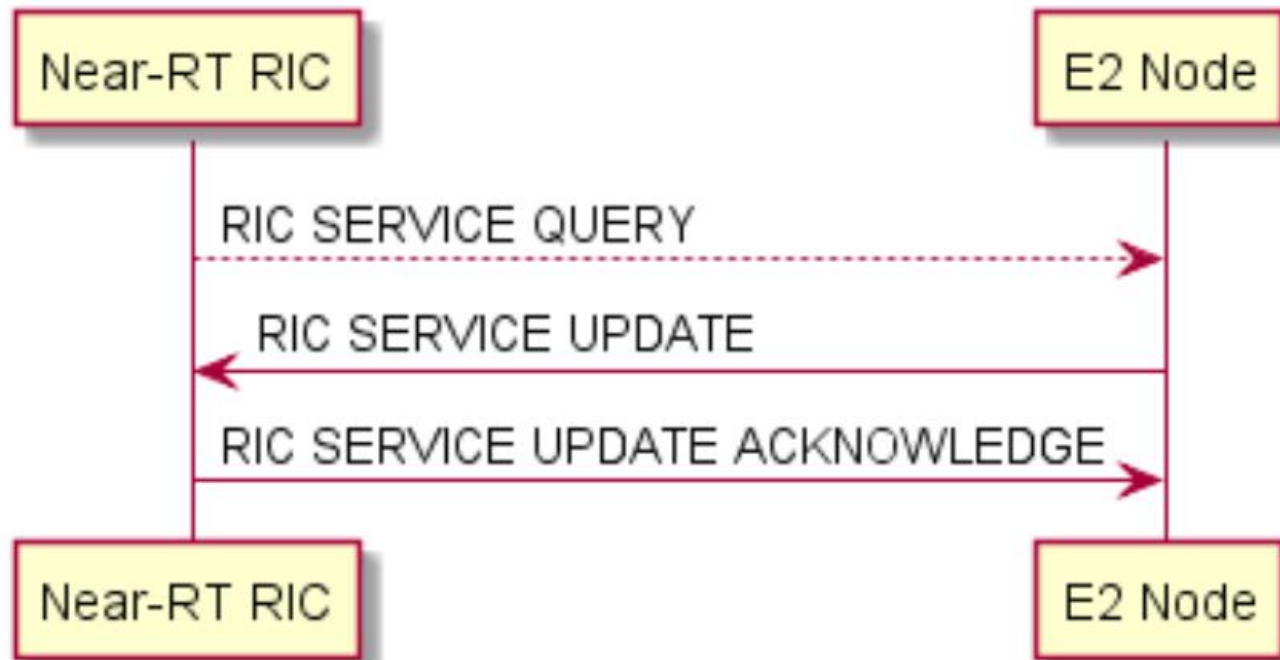 Near-RT RIC
E2 Node
RIC SERVICE QUERY
RIC SERVICE UPDATE
RIC SERVICE UPDATE ACKNOWLEDGE
Near-RT RIC
E2 Node